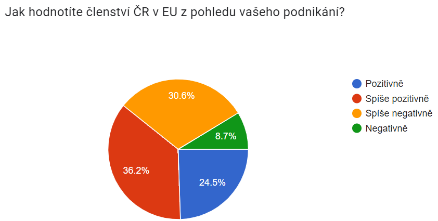 Jak hodnotíte členství ČR v EU z pohledu vašeho podnikání?
30.6%
8.7%
36.2%
24.5%
Pozitivně
Spíše pozitivně
Spíše negativně
Negativně